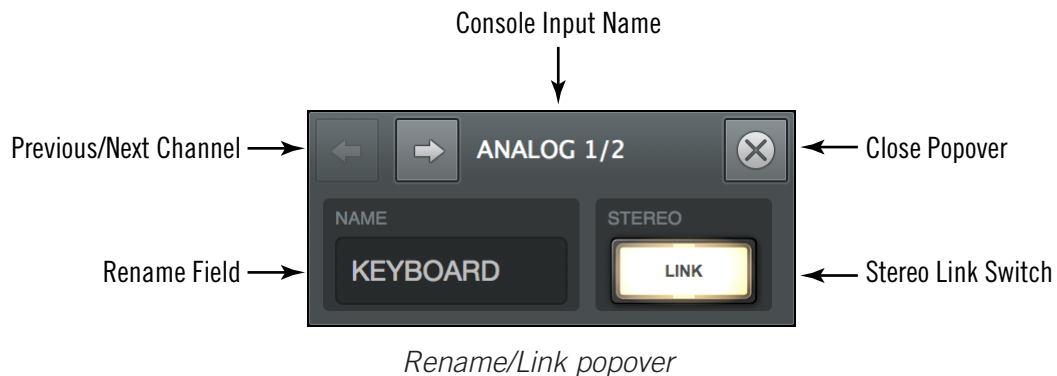 Console Input Name
Previous/Next Channel
ANALOG 1/2
Close Popover
NAME
STEREO
Rename Field
KEYBOARD
LINK
Stereo Link Switch
Rename/Link popover